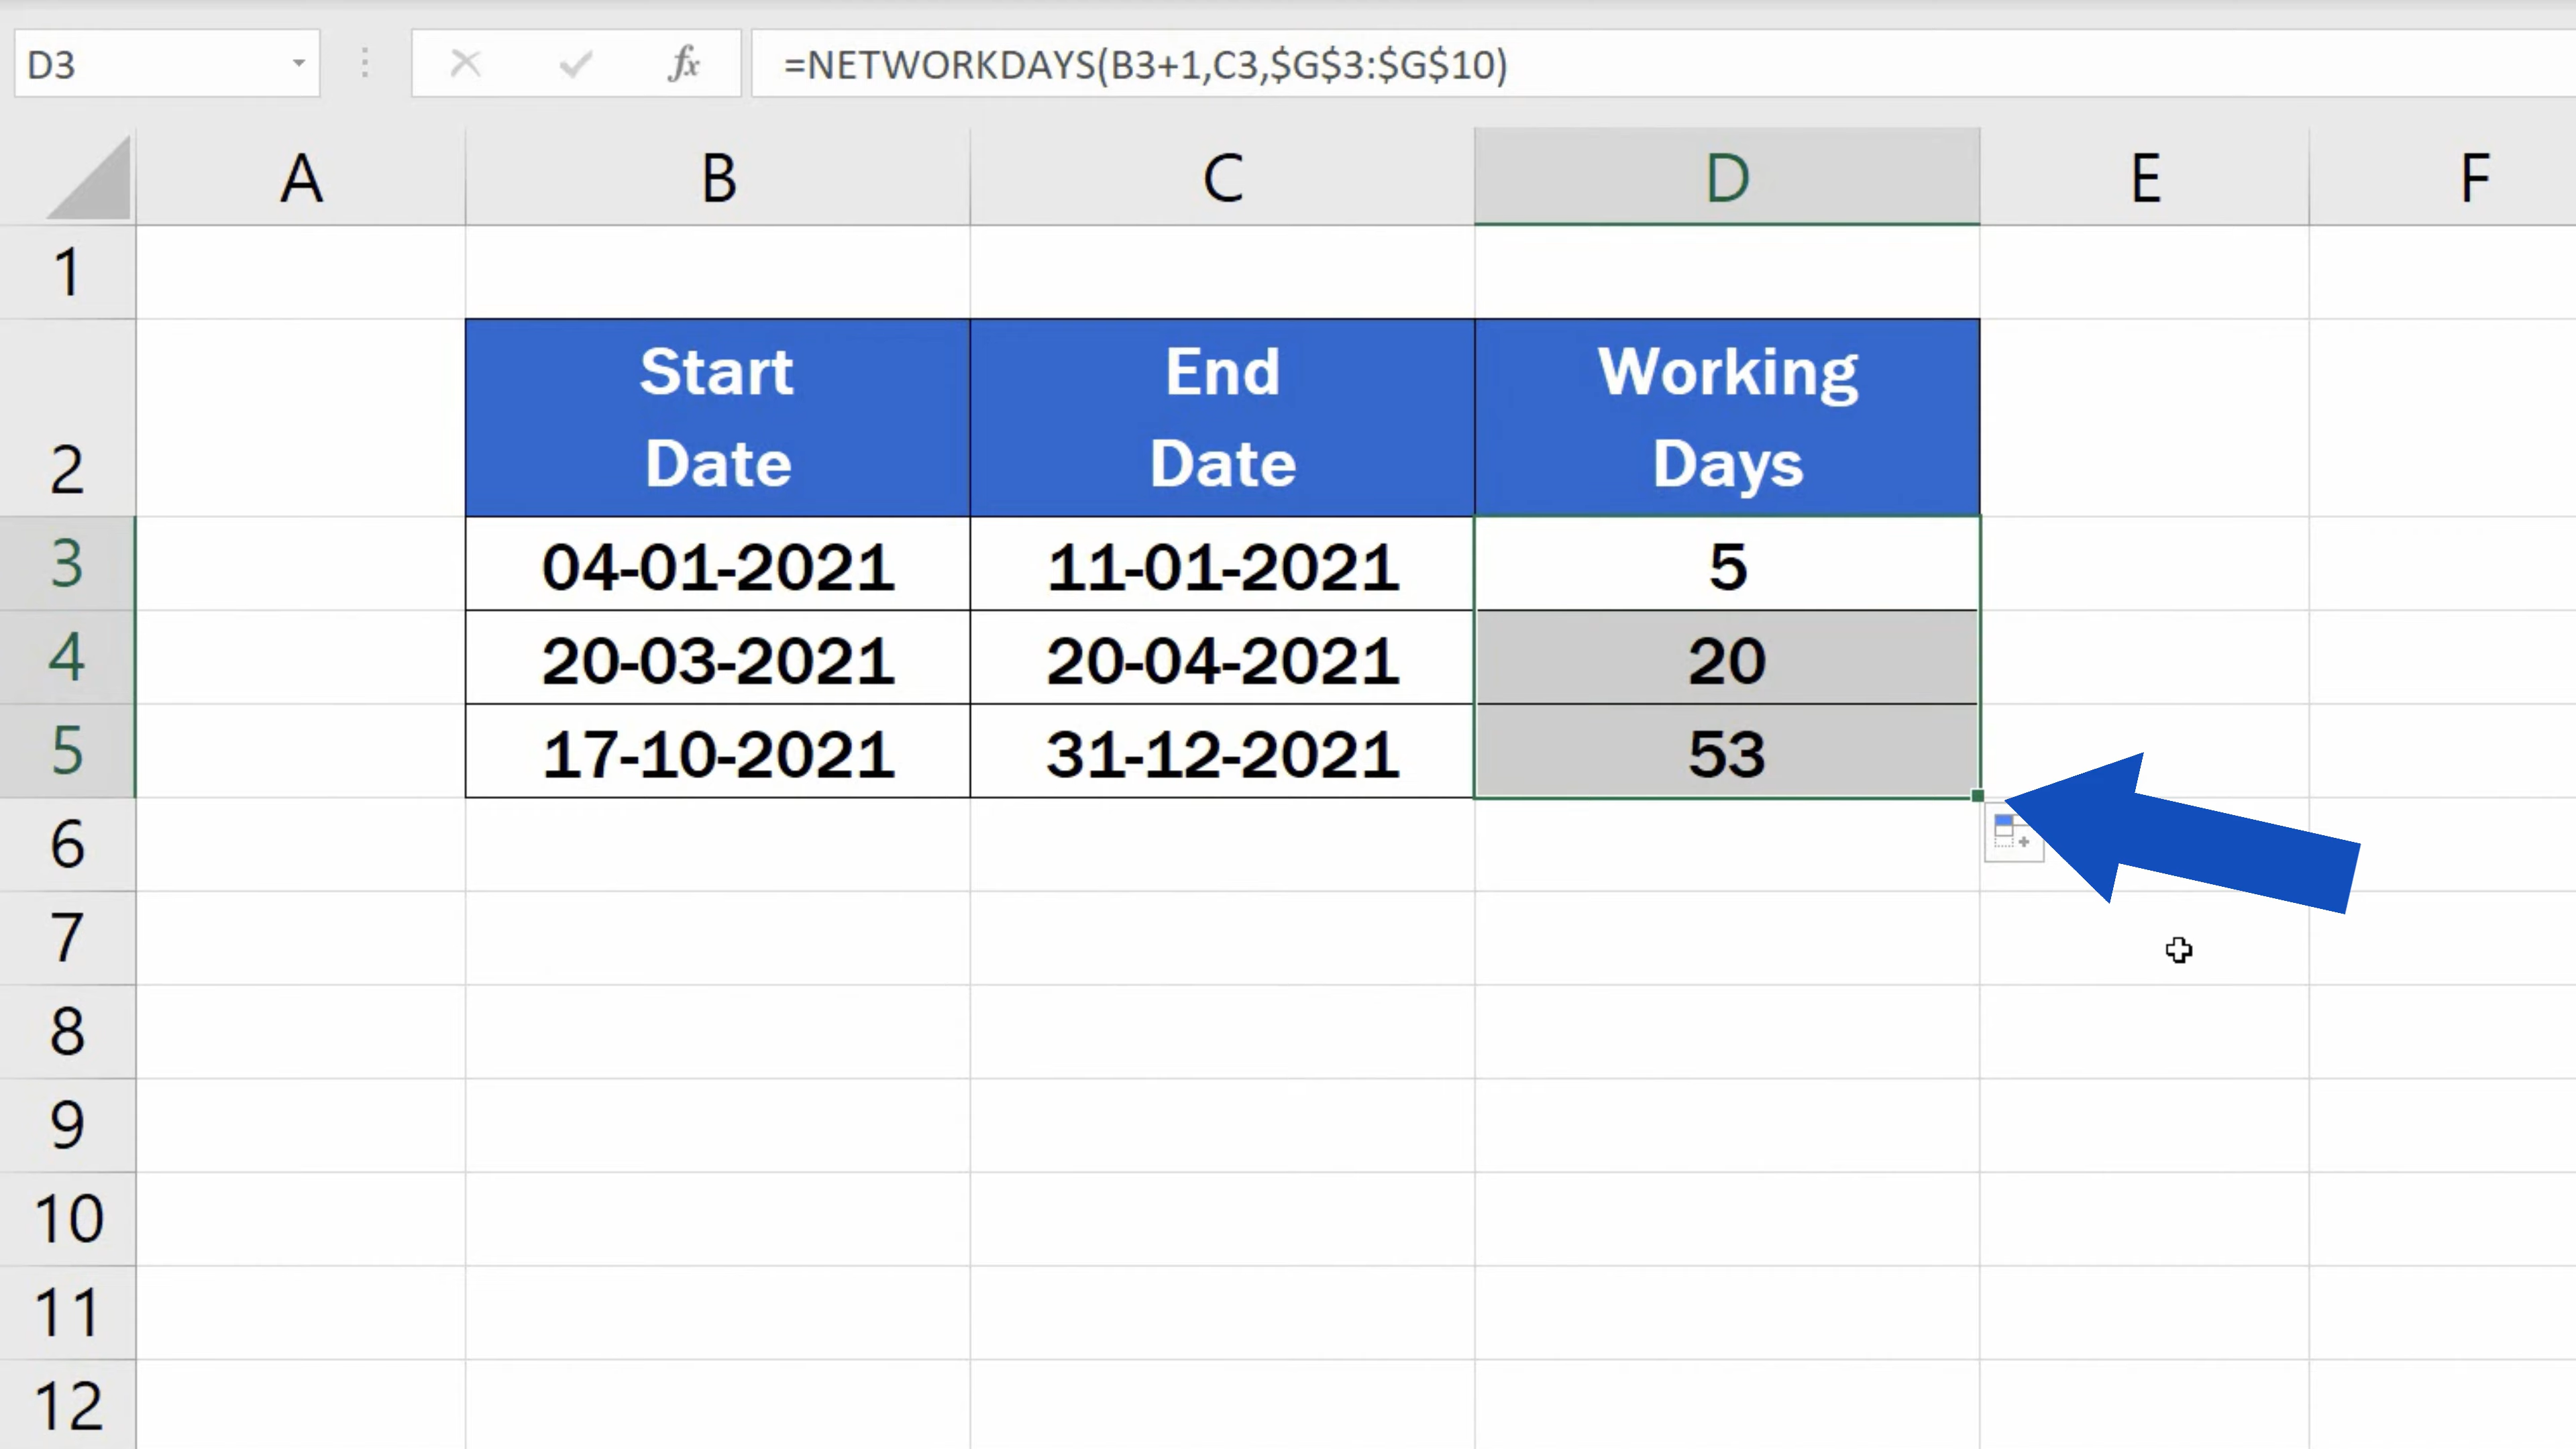 D3 fx =NETWORKDAYS(B3+1,C3,$G$3:$G$10)
A B C D E F
1
2 Start Date End Date Working Days
3 04-01-2021 11-01-2021 5
4 20-03-2021 20-04-2021 20
5 17-10-2021 31-12-2021 53
6
7
8
9
10
11
12